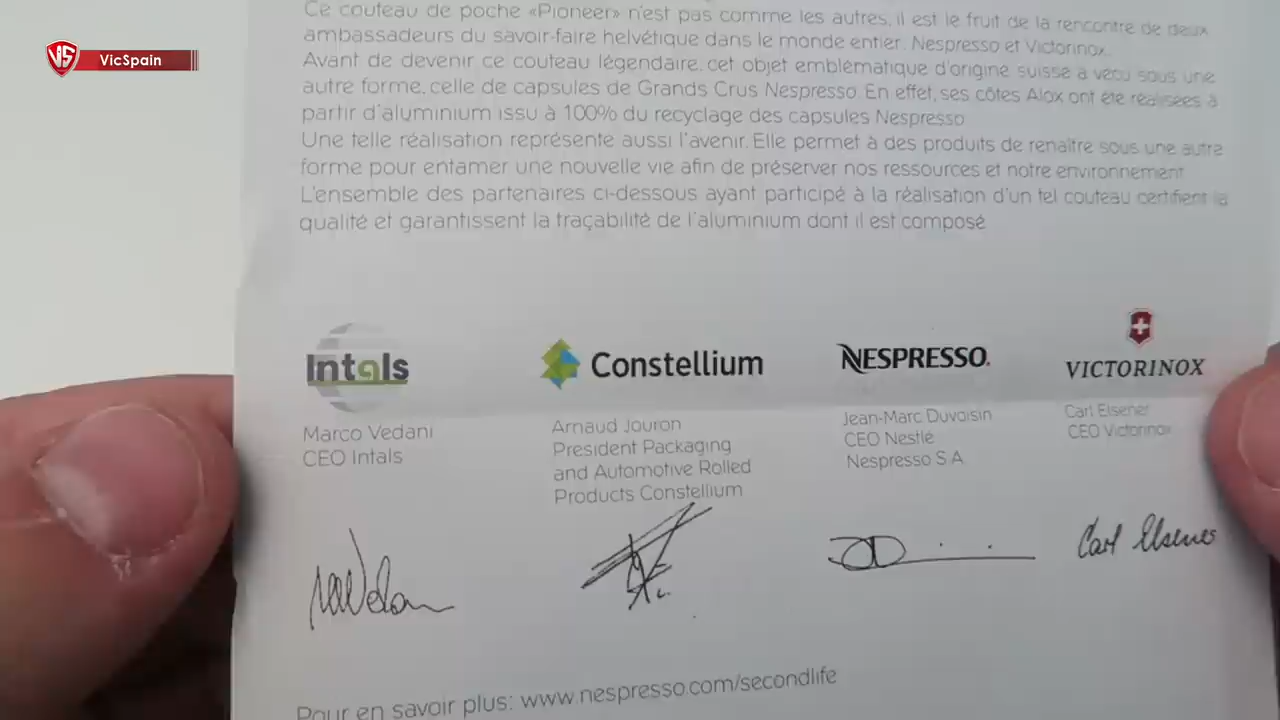 VS VicSpain
Ce couteau de poche «Pioneer» n'est pas comme les autres, il est le fruit de la rencontre de deux
ambassadeurs du savoir-faire helvétique dans le monde entier, Nespresso et Victorinox.
Avant de devenir ce couteau légendaire, cet objet emblématique d'origine suisse a vécu sous une
autre forme, celle de capsules de Grands Crus Nespresso. En effet, ses côtes Alox ont été réalisées à
partir d'aluminium issu à 100% du recyclage des capsules Nespresso.
Une telle réalisation représente aussi l'avenir. Elle permet à des produits de renaître sous une autre
forme pour entamer une nouvelle vie afin de préserver nos ressources et notre environnement.
L'ensemble des partenaires ci-dessous ayant participé à la réalisation d'un tel couteau certifient la
qualité et garantissent la traçabilité de l'aluminium dont il est composé.
Intals
Marco Vedani
CEO Intals
Constellium
Arnaud Jouron
President Packaging
and Automotive Rolled
Products Constellium
NESPRESSO.
Jean-Marc Duvoisin
CEO Nestlé
Nespresso S.A.
VICTORINOX
Carl Elsener
CEO Victorinox
Carl Elsener
Pour en savoir plus: www.nespresso.com/secondlife